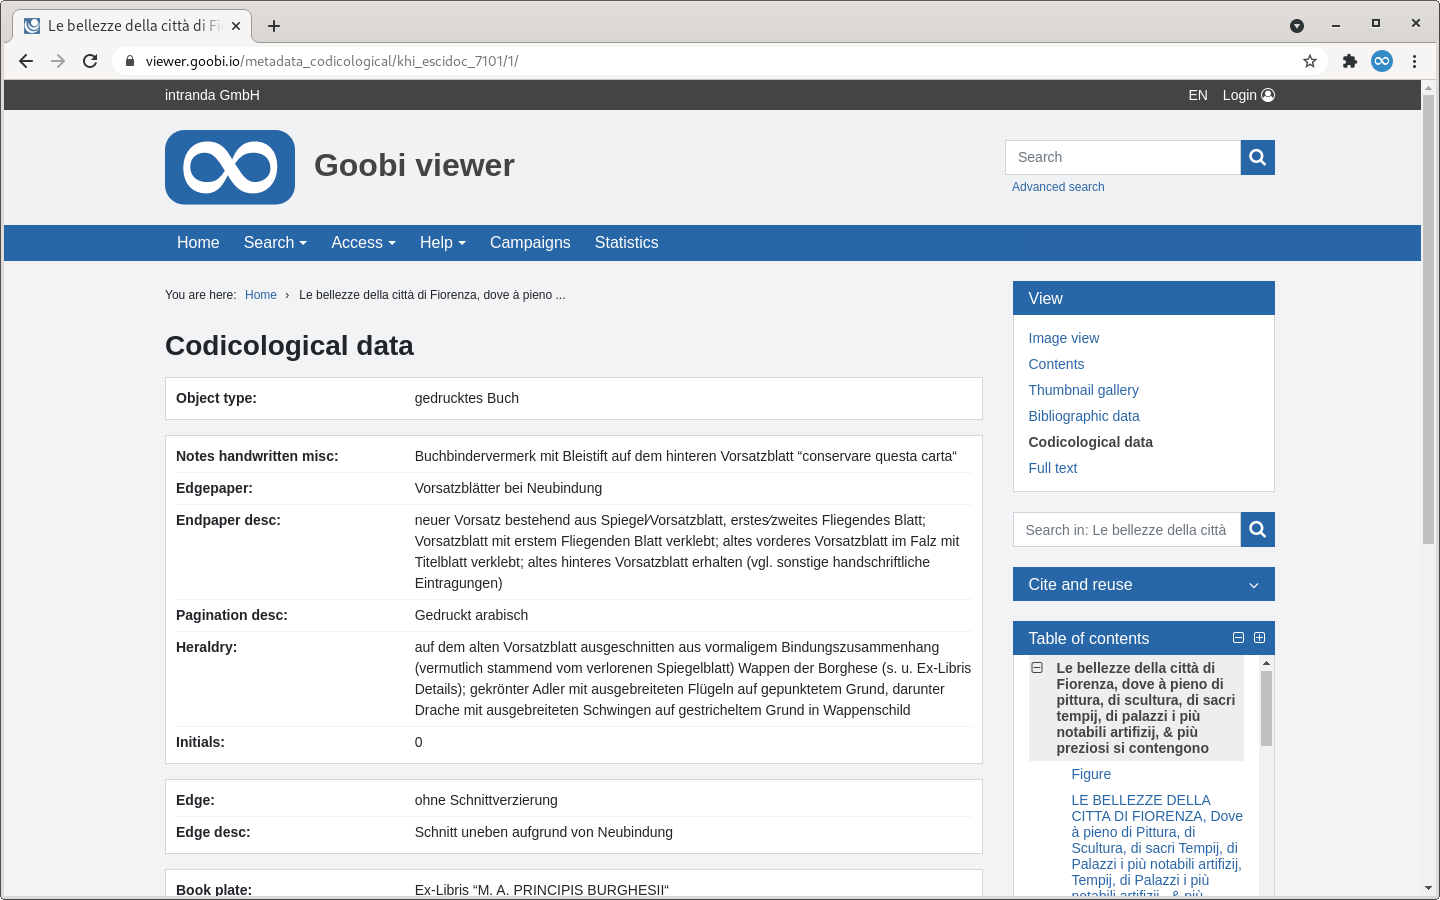 Le bellezze della città di Fi
viewer.goobi.io/metadata_codicological/khi_escidoc_7101/1/
intranda GmbH
EN Login
Goobi viewer
Search
Advanced search
Home Search Access Help Campaigns Statistics
You are here: Home › Le bellezze della città di Fiorenza, dove à pieno ...
Codicological data
Object type: gedrucktes Buch
Notes handwritten misc: Buchbindervermerk mit Bleistift auf dem hinteren Vorsatzblatt “conservare questa carta“
Edgepaper: Vorsatzblätter bei Neubindung
Endpaper desc: neuer Vorsatz bestehend aus Spiegel⁄Vorsatzblatt, erstes⁄zweites Fliegendes Blatt;
Vorsatzblatt mit erstem Fliegenden Blatt verklebt; altes vorderes Vorsatzblatt im Falz mit
Titelblatt verklebt; altes hinteres Vorsatzblatt erhalten (vgl. sonstige handschriftliche
Eintragungen)
Pagination desc: Gedruckt arabisch
Heraldry: auf dem alten Vorsatzblatt ausgeschnitten aus vormaligem Bindungszusammenhang
(vermutlich stammend vom verlorenen Spiegelblatt) Wappen der Borghese (s. u. Ex-Libris
Details); gekrönter Adler mit ausgebreiteten Flügeln auf gepunktetem Grund, darunter
Drache mit ausgebreiteten Schwingen auf gestricheltem Grund in Wappenschild
Initials: 0
Edge: ohne Schnittverzierung
Edge desc: Schnitt uneben aufgrund von Neubindung
Book plate: Ex-Libris “M. A. PRINCIPIS BURGHESII“
View
Image view
Contents
Thumbnail gallery
Bibliographic data
Codicological data
Full text
Search in: Le bellezze della città
Cite and reuse
Table of contents
Le bellezze della città di
Fiorenza, dove à pieno di
pittura, di scultura, di sacri
tempij, di palazzi i più
notabili artifizij, & più
preziosi si contengono
Figure
LE BELLEZZE DELLA
CITTA DI FIORENZA, Dove
à pieno di Pittura, di
Scultura, di sacri Tempij, di
Palazzi i più notabili artifizij,
Tempij, di Palazzi i più
notabili artifizij, & più